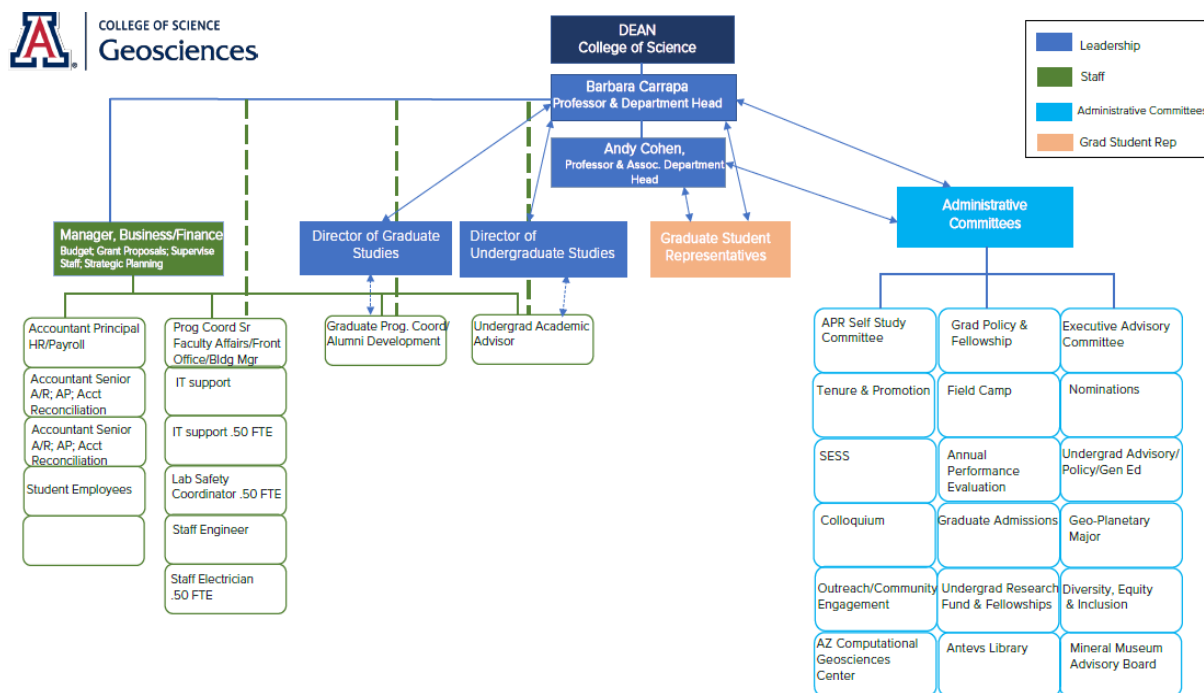 COLLEGE OF SCIENCE
Geosciences
DEAN
College of Science
Barbara Carrapa
Professor & Department Head
Andy Cohen,
Professor & Assoc. Department
Head
Leadership
Staff
Administrative Committees
Grad Student Rep
Manager, Business/Finance
Budget; Grant Proposals; Supervise
Staff; Strategic Planning
Director of Graduate
Studies
Director of
Undergraduate Studies
Graduate Student
Representatives
Administrative
Committees
Accountant Principal
HR/Payroll
Accountant Senior
A/R; AP; Acct
Reconciliation
Accountant Senior
A/R; AP; Acct
Reconciliation
Student Employees
Prog Coord Sr
Faculty Affairs/Front
Office/Bldg Mgr
IT support
IT support .50 FTE
Lab Safety
Coordinator .50 FTE
Staff Engineer
Staff Electrician
.50 FTE
Graduate Prog. Coord/
Alumni Development
Undergrad Academic
Advisor
APR Self Study
Committee
Tenure & Promotion
SESS
Colloquium
Outreach/Community
Engagement
AZ Computational
Geosciences
Center
Grad Policy &
Fellowship
Field Camp
Annual
Performance
Evaluation
Graduate Admissions
Undergrad Research
Fund & Fellowships
Antevs Library
Executive Advisory
Committee
Nominations
Undergrad Advisory/
Policy/Gen Ed
Geo-Planetary
Major
Diversity, Equity
& Inclusion
Mineral Museum
Advisory Board